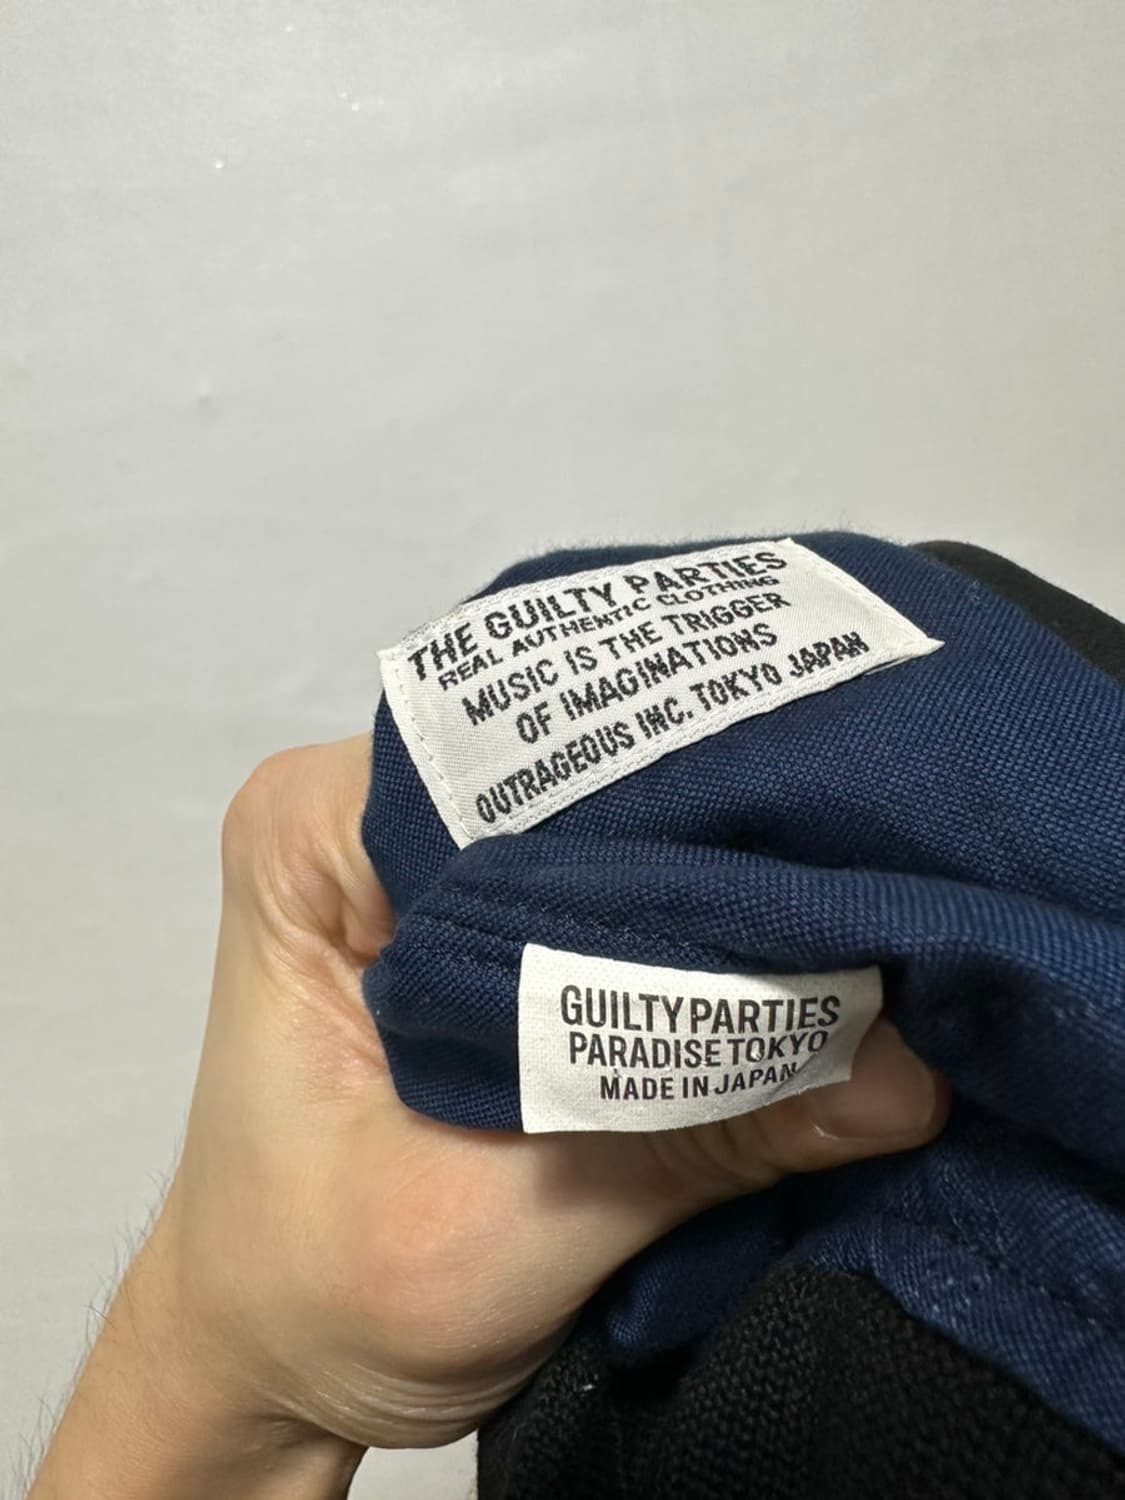 THE GUILTY PARTIES
REAL AUTHENTIC CLOTHING
MUSIC IS THE TRIGGER
OF IMAGINATIONS
OUTRAGEOUS INC. TOKYO JAPAN
GUILTY PARTIES
PARADISE TOKYO
MADE IN JAPAN